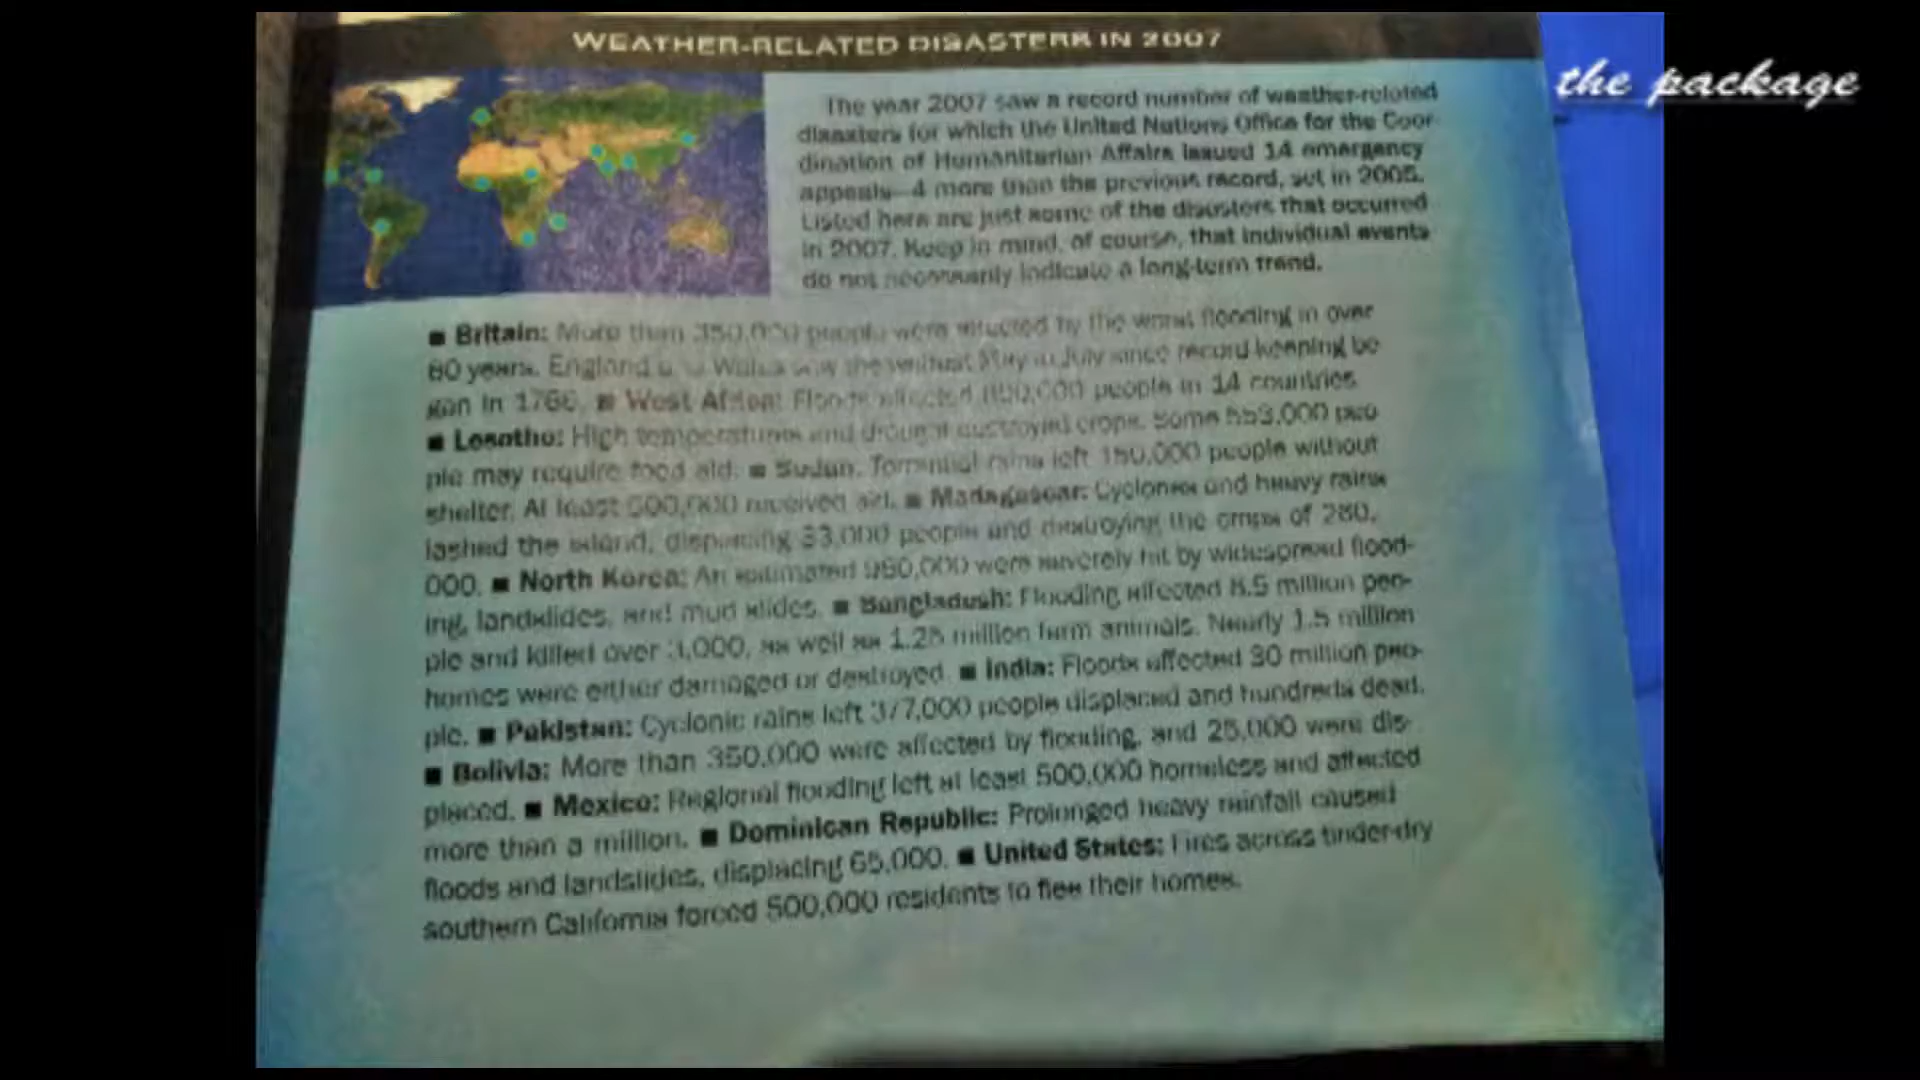 WEATHER-RELATED DISASTERS IN 2007
the package
The year 2007 saw a record number of weather-related
disasters for which the United Nations Office for the Coor-
dination of Humanitarian Affairs issued 14 emergency
appeals—4 more than the previous record, set in 2005.
Listed here are just some of the disasters that occurred
in 2007. Keep in mind, of course, that individual events
do not necessarily indicate a long-term trend.
■ Britain: More than 350,000 people were affected by the worst flooding in over
60 years. England and Wales saw the wettest May to July since record-keeping be-
gan in 1766. ■ West Africa: Floods affected 800,000 people in 14 countries.
■ Lesotho: High temperatures and drought destroyed crops. Some 553,000 peo-
ple may require food aid. ■ Sudan: Torrential rains left 150,000 people without
shelter. At least 500,000 received aid. ■ Madagascar: Cyclones and heavy rains
lashed the island, displacing 33,000 people and destroying the crops of 260,
000. ■ North Korea: An estimated 960,000 were severely hit by widespread flood-
ing, landslides, and mud slides. ■ Bangladesh: Flooding affected 8.5 million peo-
ple and killed over 3,000, as well as 1.25 million farm animals. Nearly 1.5 million
homes were either damaged or destroyed. ■ India: Floods affected 30 million peo-
ple. ■ Pakistan: Cyclonic rains left 377,000 people displaced and hundreds dead.
■ Bolivia: More than 350,000 were affected by flooding, and 25,000 were dis-
placed. ■ Mexico: Regional flooding left at least 500,000 homeless and affected
more than a million. ■ Dominican Republic: Prolonged heavy rainfall caused
floods and landslides, displacing 65,000. ■ United States: Fires across tinder-dry
southern California forced 500,000 residents to flee their homes.